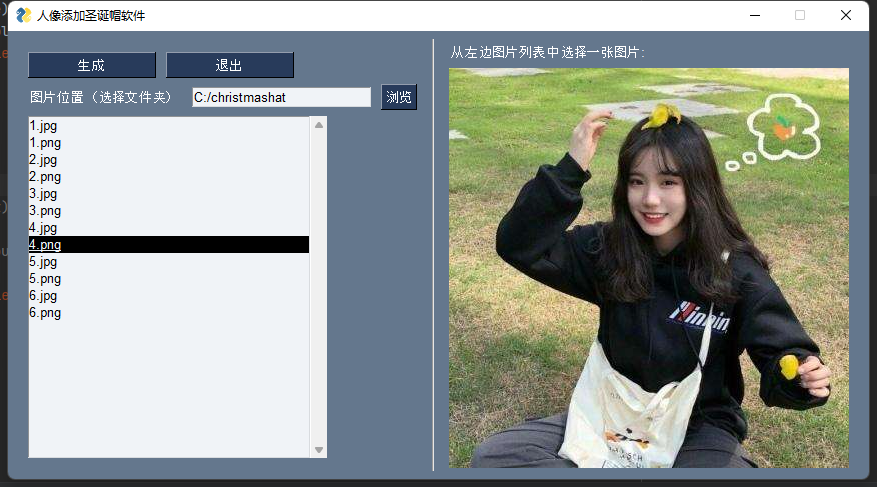 人像添加圣诞帽软件
生成
退出
图片位置（选择文件夹）
C:/christmashat
浏览
1.jpg
1.png
2.jpg
2.png
3.jpg
3.png
4.jpg
4.png
5.jpg
5.png
6.jpg
6.png
从左边图片列表中选择一张图片: